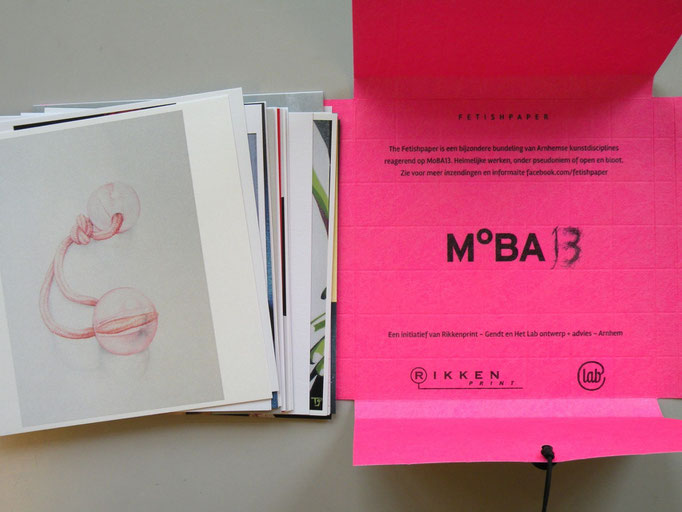 FETISHPAPER
The Fetishpaper is een bijzondere bundeling van Arnhemse kunstdisciplines
reagerend op MoBA13. Heimelijke werken, onder pseudoniem of open en bloot.
Zie voor meer inzendingen en informatie facebook.com/fetishpaper
MoBA 13
Een initiatief van Rikkenprint – Gendt en Het Lab ontwerp + advies – Arnhem
RIKKEN
PRINT
lab